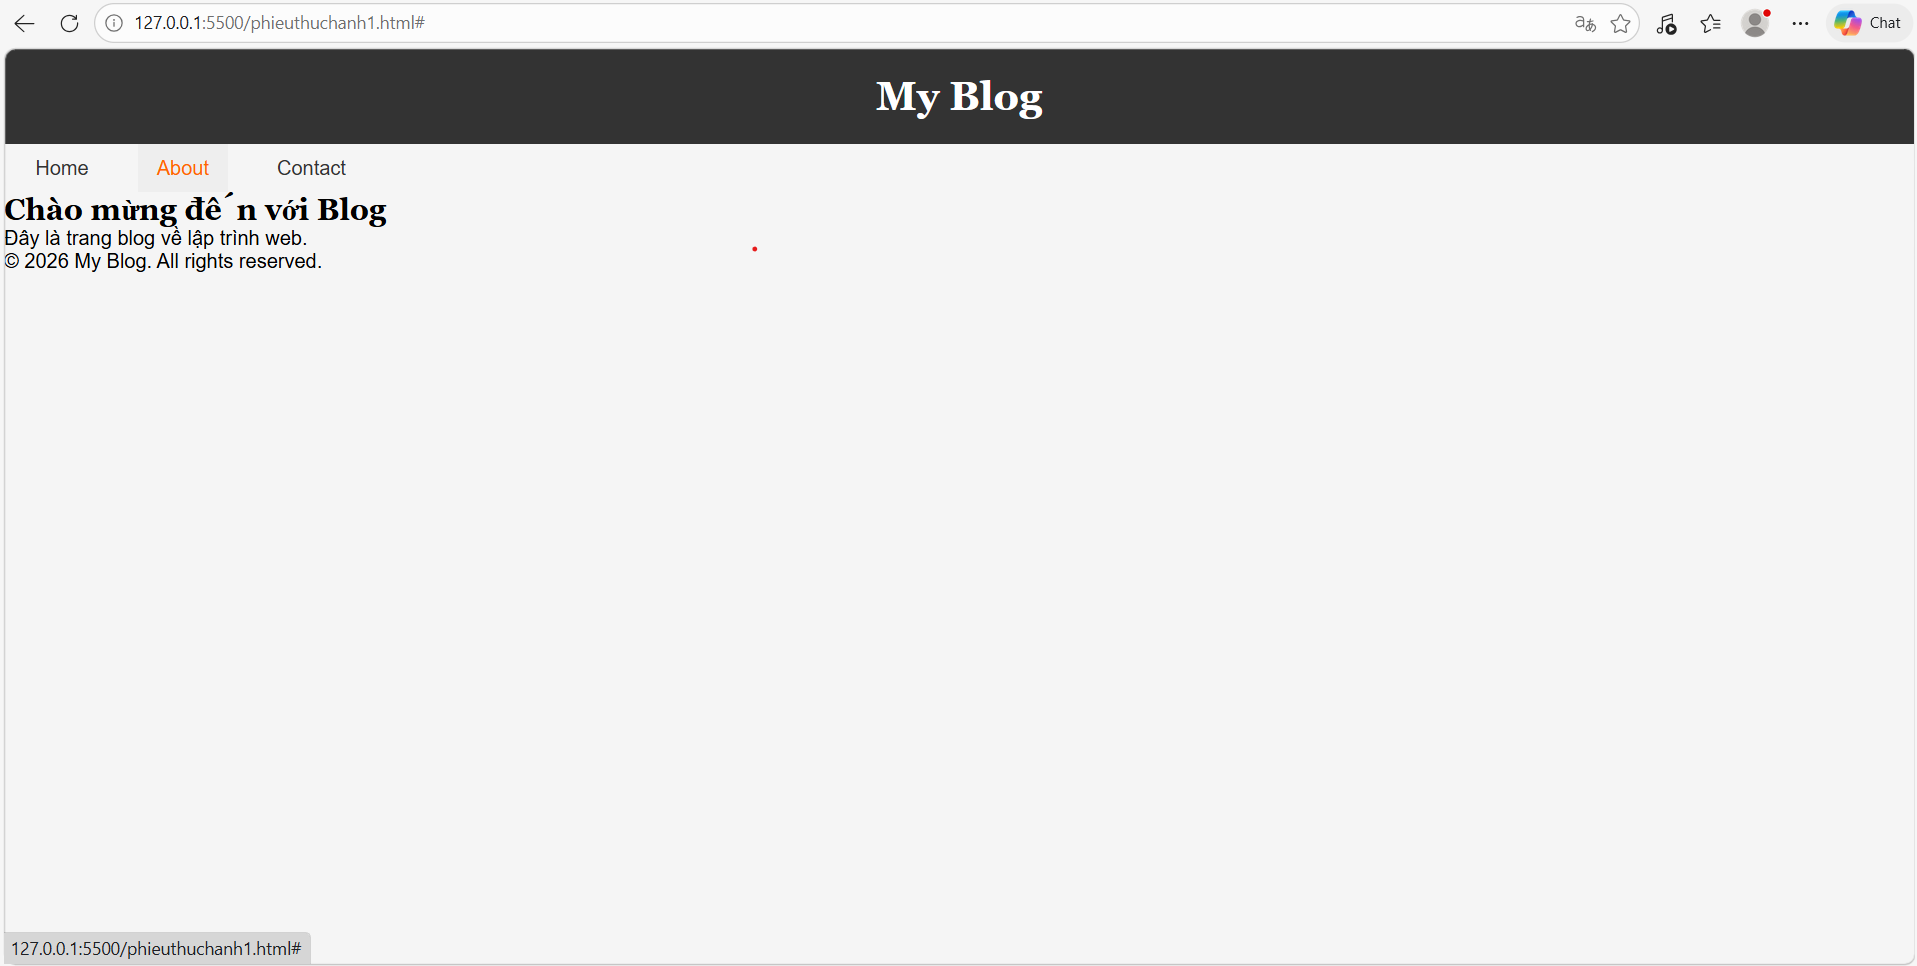 127.0.0.1:5500/phieuthuchanh1.html#
Chat
My Blog
Home About Contact
Chào mừng đến với Blog
Đây là trang blog về lập trình web.
© 2026 My Blog. All rights reserved.
127.0.0.1:5500/phieuthuchanh1.html#